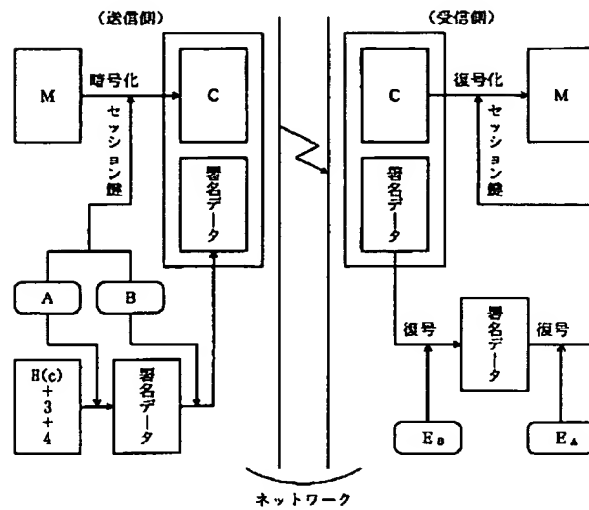 (送信側)
(受信側)
M
暗号化
セッション鍵
C
署名データ
C
復号化
セッション鍵
M
署名データ
A
B
H(c)
+
3
+
4
署名データ
復号
署名データ
復号
E_B
E_A
ネットワーク